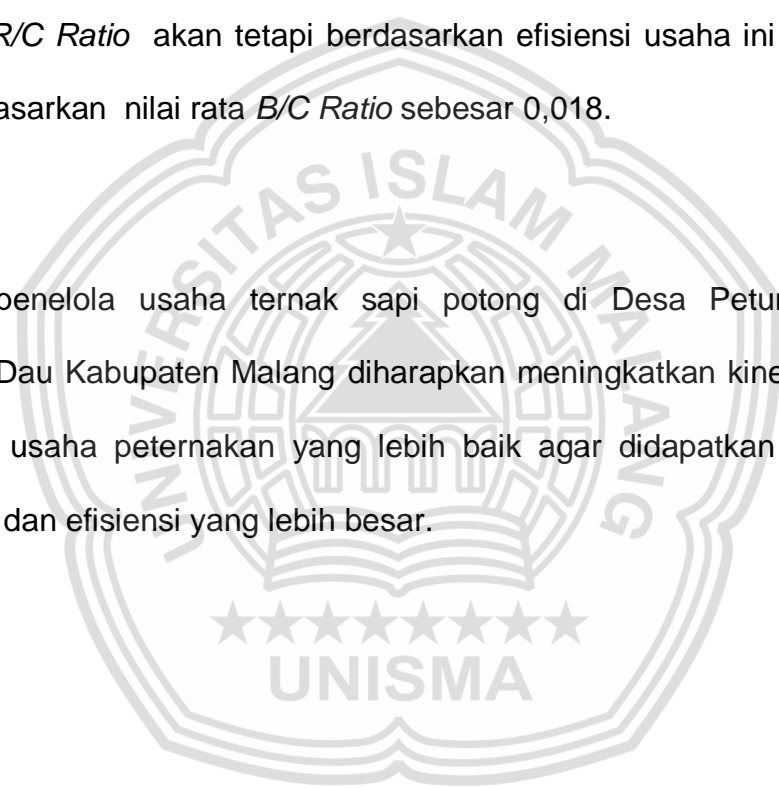 R/C Ratio akan tetapi berdasarkan efisiensi usaha ini
asarkan nilai rata B/C Ratio sebesar 0,018.
UNIVERSITAS ISLAM MALANG
penelola usaha ternak sapi potong di Desa Petu
Dau Kabupaten Malang diharapkan meningkatkan kine
usaha peternakan yang lebih baik agar didapatkan
dan efisiensi yang lebih besar.
UNISMA